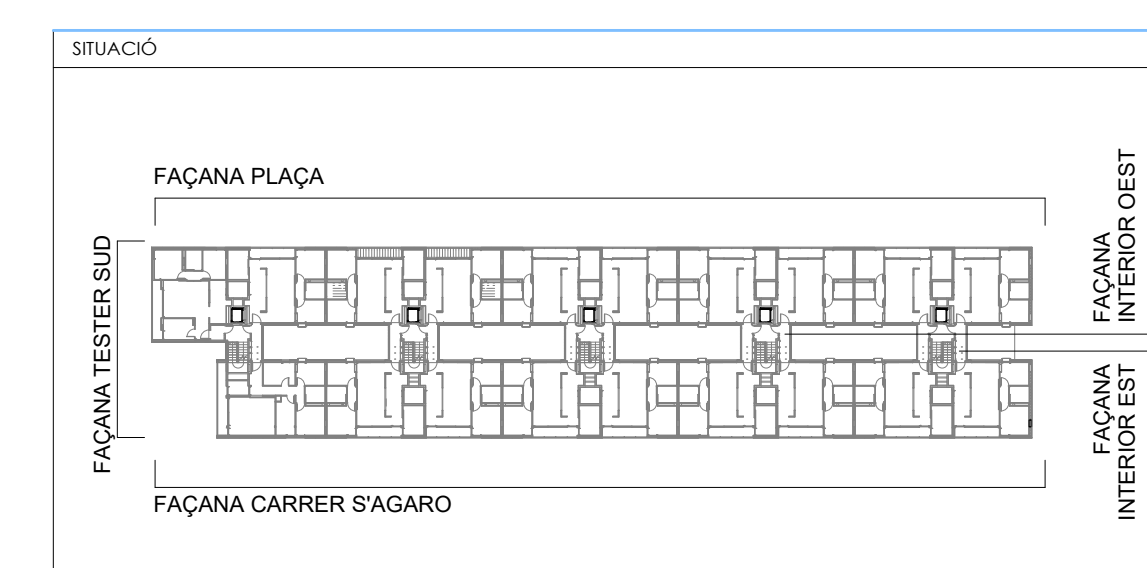 SITUACIÓ
FAÇANA PLAÇA
FAÇANA TESTER SUD
FAÇANA
INTERIOR OEST
FAÇANA
INTERIOR EST
FAÇANA CARRER S'AGARO